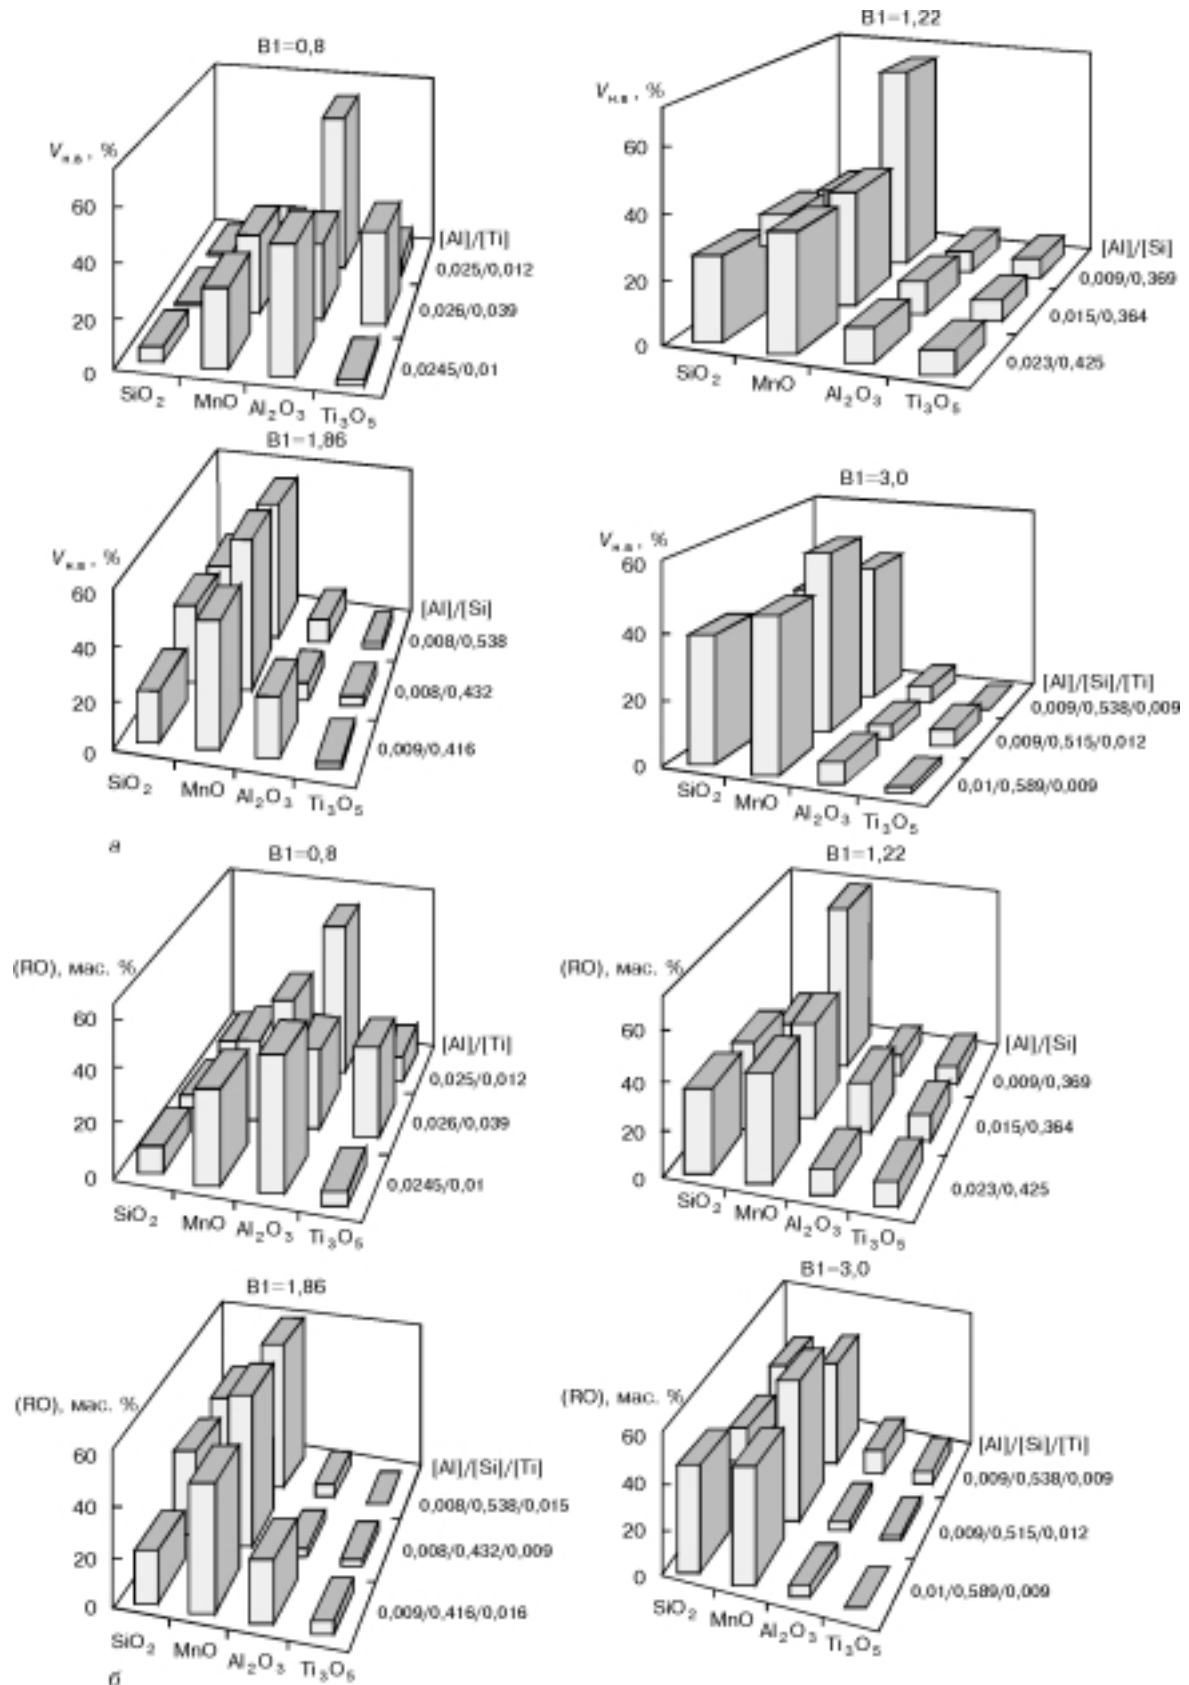 B1=0,8
Vн.в, %
60
40
20
0
SiO2
MnO
Al2O3
Ti3O5
[Al]/[Ti]
0,025/0,012
0,026/0,039
0,0245/0,01
B1=1,22
Vн.в, %
60
40
20
0
SiO2
MnO
Al2O3
Ti3O5
[Al]/[Si]
0,009/0,369
0,015/0,364
0,023/0,425
B1=1,86
Vн.в, %
60
40
20
0
SiO2
MnO
Al2O3
Ti3O5
[Al]/[Si]
0,008/0,538
0,008/0,432
0,009/0,416
B1=3,0
Vн.в, %
60
40
20
0
SiO2
MnO
Al2O3
Ti3O5
[Al]/[Si]/[Ti]
0,009/0,538/0,009
0,009/0,515/0,012
0,01/0,589/0,009
а
B1=0,8
(RO), мас. %
60
40
20
0
SiO2
MnO
Al2O3
Ti3O5
[Al]/[Ti]
0,025/0,012
0,026/0,039
0,0245/0,01
B1=1,22
(RO), мас. %
60
40
20
0
SiO2
MnO
Al2O3
Ti3O5
[Al]/[Si]
0,009/0,369
0,015/0,364
0,023/0,425
B1=1,86
(RO), мас. %
60
40
20
0
SiO2
MnO
Al2O3
Ti3O5
[Al]/[Si]/[Ti]
0,008/0,538/0,015
0,008/0,432/0,009
0,009/0,416/0,016
B1=3,0
(RO), мас. %
60
40
20
0
SiO2
MnO
Al2O3
Ti3O5
[Al]/[Si]/[Ti]
0,009/0,538/0,009
0,009/0,515/0,012
0,01/0,589/0,009
б